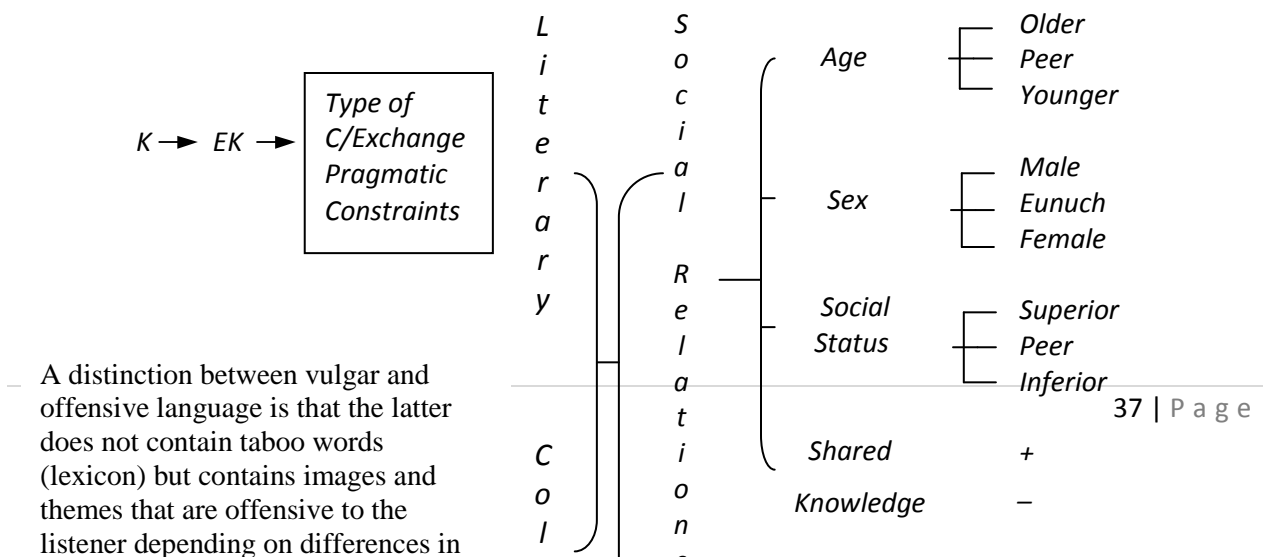 K → EK →
Type of
C/Exchange
Pragmatic
Constraints
Literary
Col
Social Relation
Age
Older
Peer
Younger
Sex
Male
Eunuch
Female
Social
Status
Superior
Peer
Inferior
Shared +
Knowledge –
37 | Page
A distinction between vulgar and
offensive language is that the latter
does not contain taboo words
(lexicon) but contains images and
themes that are offensive to the
listener depending on differences in